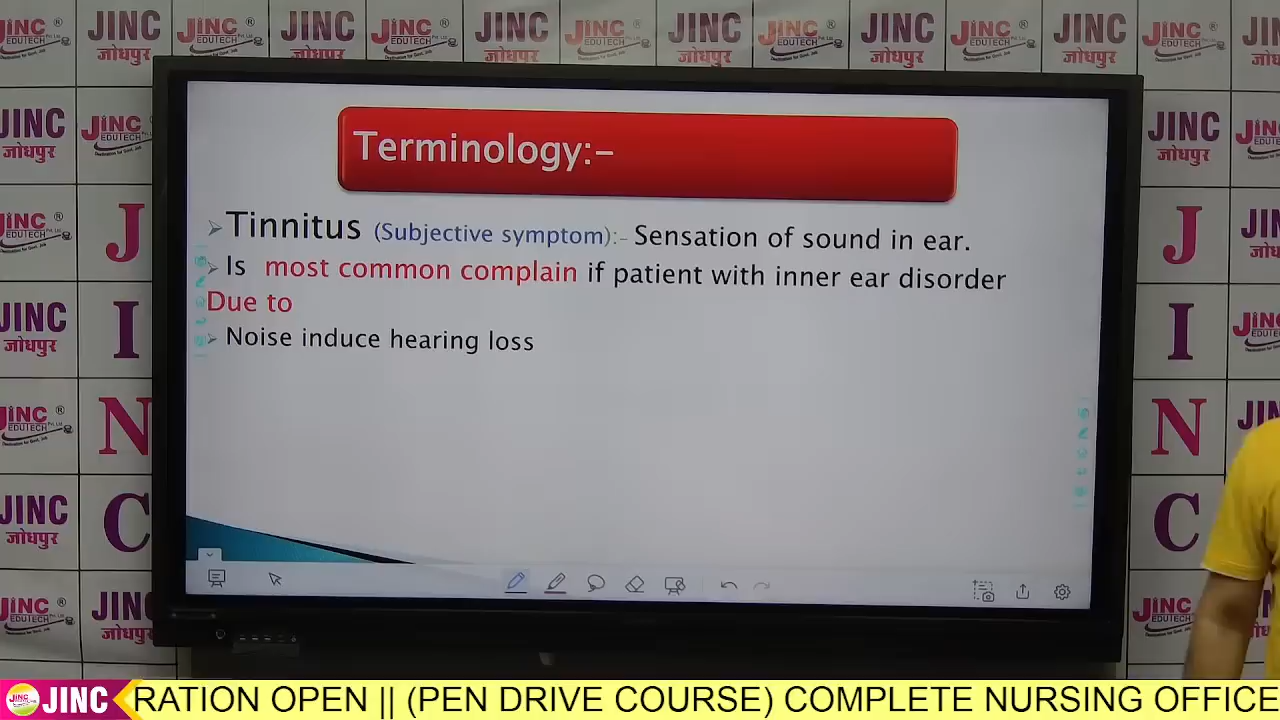 Terminology:-
Tinnitus (Subjective symptom):- Sensation of sound in ear.
Is most common complain if patient with inner ear disorder
Due to
Noise induce hearing loss
JINC
जोधपुर
JINC
EDUTECH
J
I
N
C
JINC
RATION OPEN || (PEN DRIVE COURSE) COMPLETE NURSING OFFICE